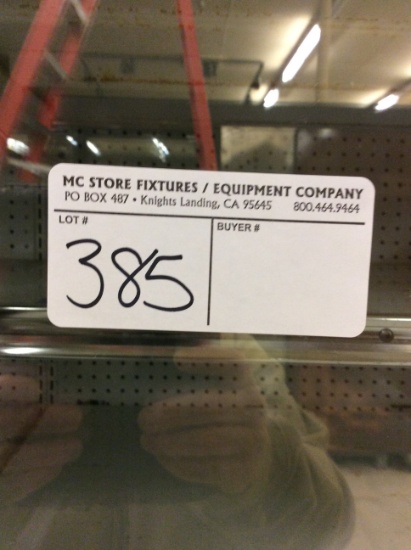 MC STORE FIXTURES / EQUIPMENT COMPANY
PO BOX 487 • Knights Landing, CA 95645 800.464.9464
LOT # BUYER #
385